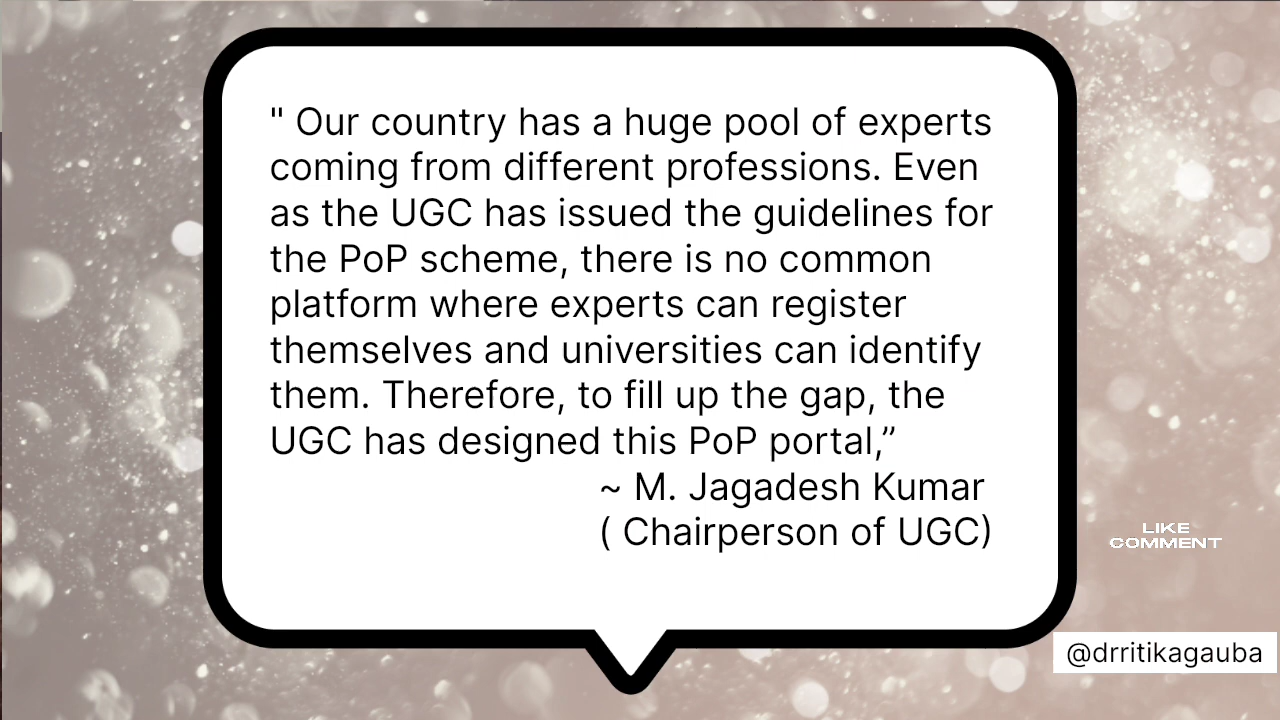 " Our country has a huge pool of experts
coming from different professions. Even
as the UGC has issued the guidelines for
the PoP scheme, there is no common
platform where experts can register
themselves and universities can identify
them. Therefore, to fill up the gap, the
UGC has designed this PoP portal,”
~ M. Jagadesh Kumar
( Chairperson of UGC)
LIKE
COMMENT
@drritikagauba